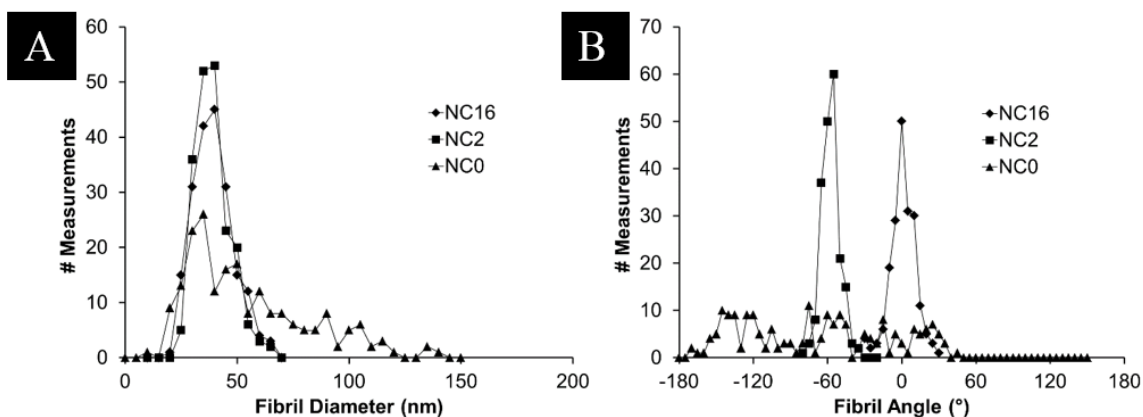 A
# Measurements
60
50
40
30
20
10
0
NC16
NC2
NC0
0 50 100 150 200
Fibril Diameter (nm)
B
# Measurements
70
60
50
40
30
20
10
0
NC16
NC2
NC0
-180 -120 -60 0 60 120 180
Fibril Angle (°)